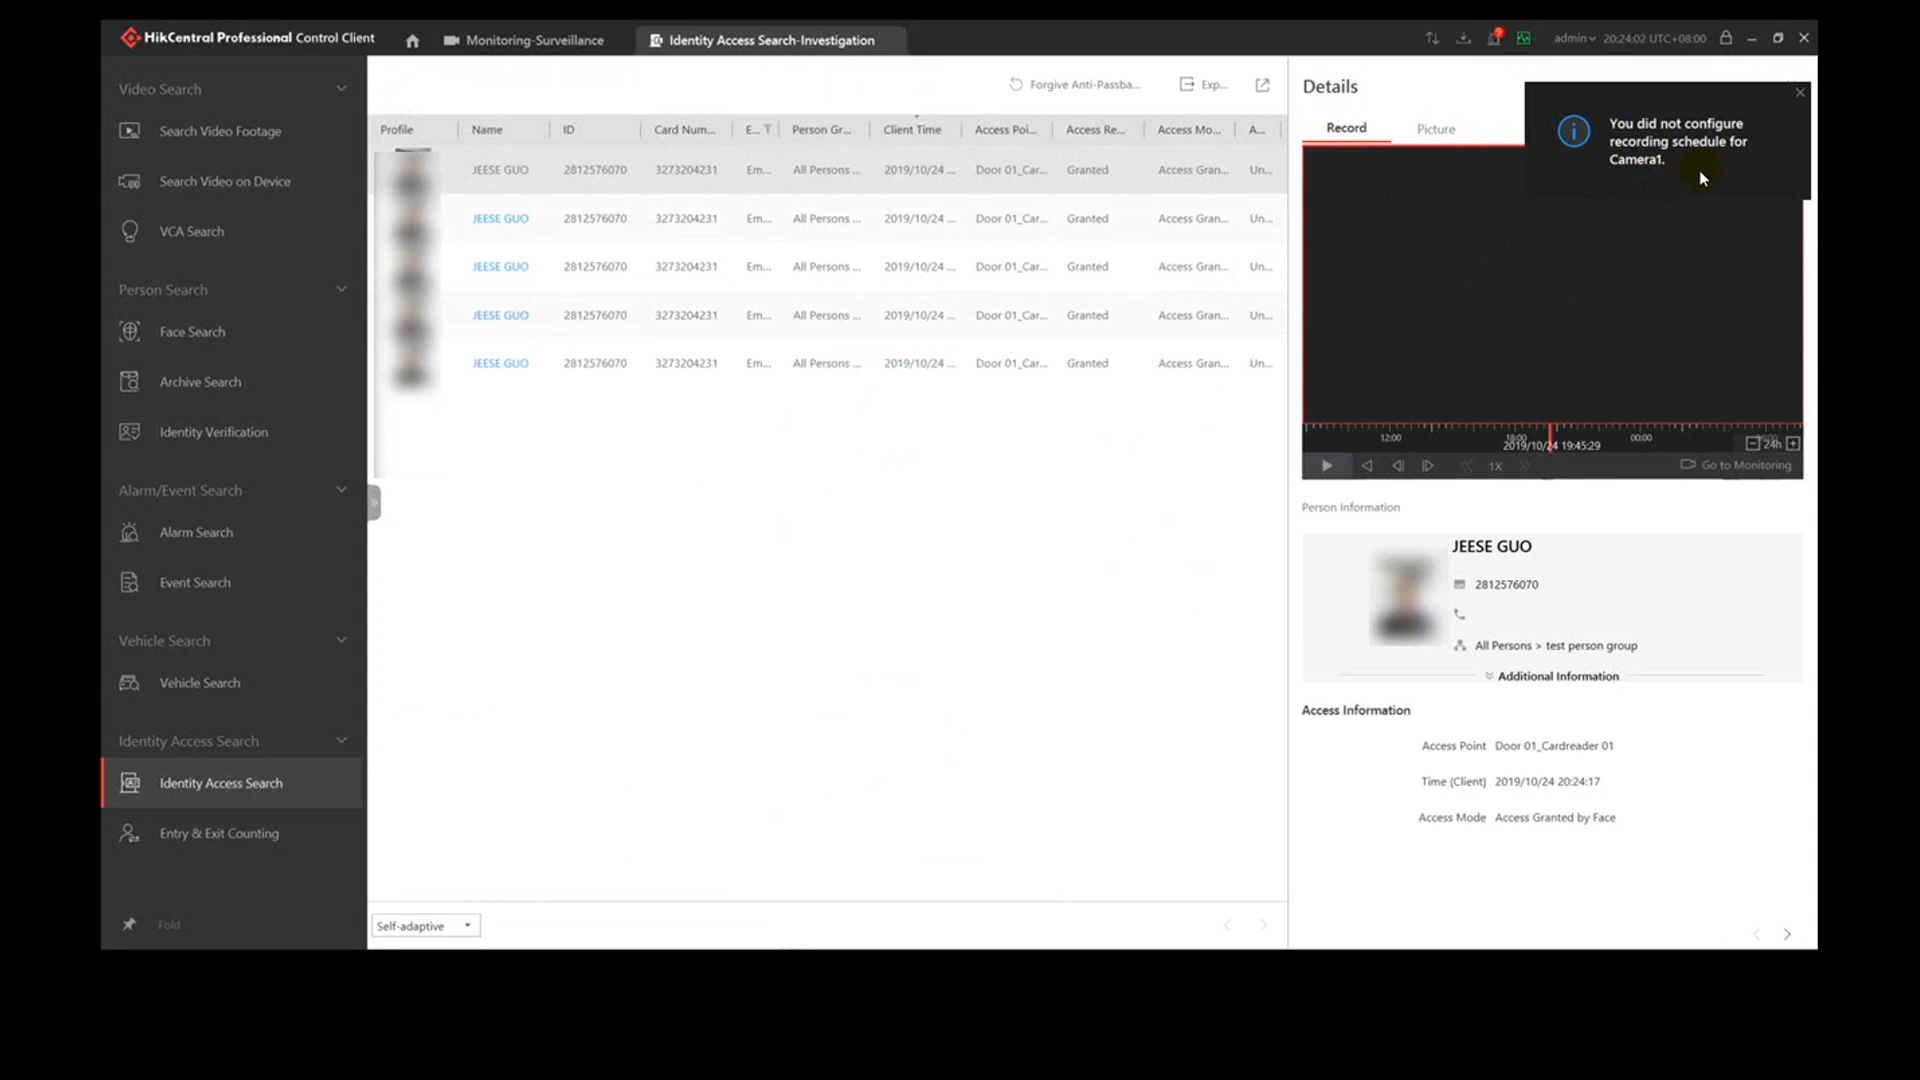 HikCentral Professional Control Client
Monitoring-Surveillance
Identity Access Search-Investigation
9
admin
20:24:02 UTC+08:00
Video Search
Search Video Footage
Search Video on Device
VCA Search
Person Search
Face Search
Archive Search
Identity Verification
Alarm/Event Search
Alarm Search
Event Search
Vehicle Search
Vehicle Search
Identity Access Search
Identity Access Search
Entry & Exit Counting
Fold
Forgive Anti-Passba...
Exp...
Profile Name ID Card Num... E... Person Gr... Client Time Access Poi... Access Re... Access Mo... A...
JEESE GUO 2812576070 3273204231 Em... All Persons ... 2019/10/24 ... Door 01_Car... Granted Access Gran... Un...
JEESE GUO 2812576070 3273204231 Em... All Persons ... 2019/10/24 ... Door 01_Car... Granted Access Gran... Un...
JEESE GUO 2812576070 3273204231 Em... All Persons ... 2019/10/24 ... Door 01_Car... Granted Access Gran... Un...
JEESE GUO 2812576070 3273204231 Em... All Persons ... 2019/10/24 ... Door 01_Car... Granted Access Gran... Un...
JEESE GUO 2812576070 3273204231 Em... All Persons ... 2019/10/24 ... Door 01_Car... Granted Access Gran... Un...
Self-adaptive
Details
Record Picture
You did not configure
recording schedule for
Camera1.
12:00 18:00 00:00
2019/10/24 19:45:29
24h
1X
Go to Monitoring
Person Information
JEESE GUO
2812576070
All Persons > test person group
Additional Information
Access Information
Access Point Door 01_Cardreader 01
Time (Client) 2019/10/24 20:24:17
Access Mode Access Granted by Face